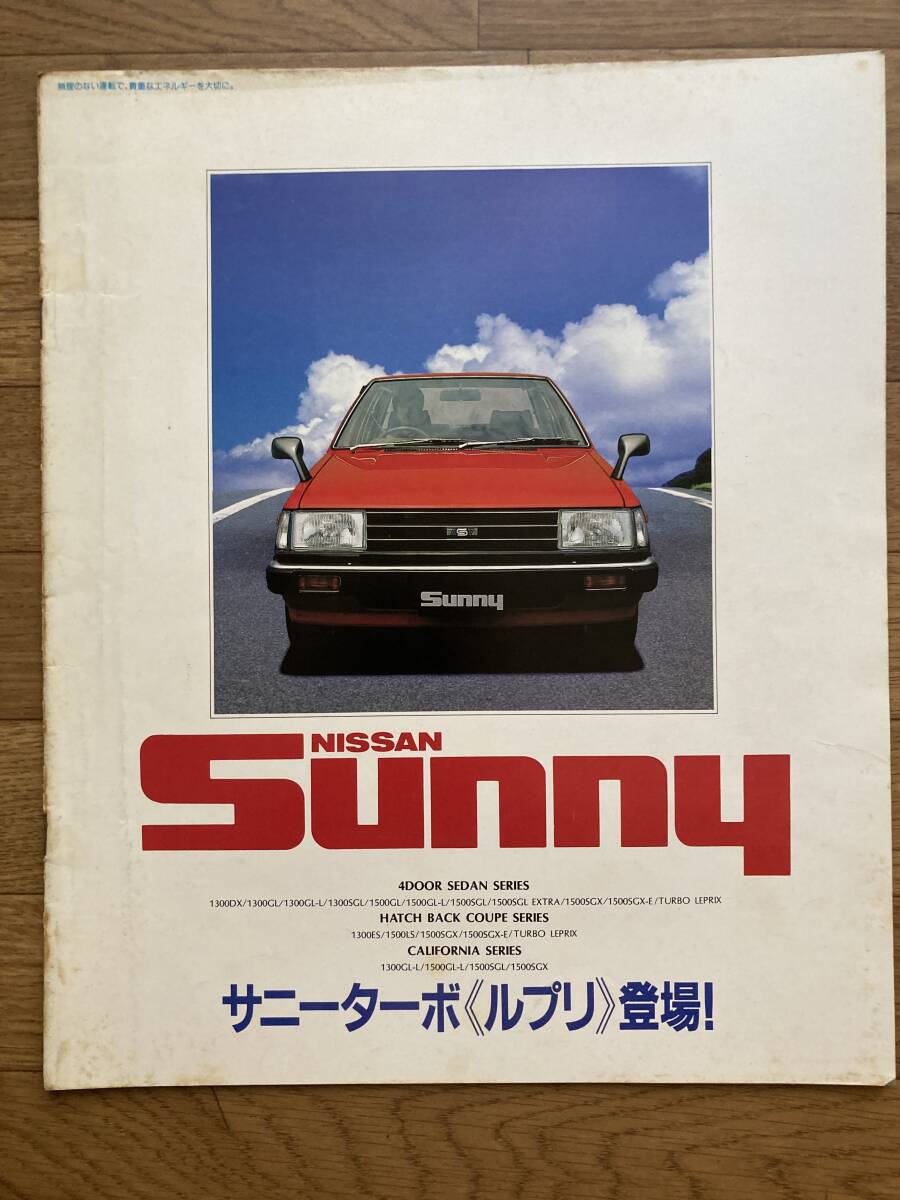 無理のない運転で、貴重なエネルギーを大切に。
S
Sunny
NISSAN
Sunny
4DOOR SEDAN SERIES
1300DX/1300GL/1300GL-L/1300SGL/1500GL/1500GL-L/1500SGL/1500SGL EXTRA/1500SGX/1500SGX-E/TURBO LEPRIX
HATCH BACK COUPE SERIES
1300ES/1500LS/1500SGX/1500SGX-E/TURBO LEPRIX
CALIFORNIA SERIES
1300GL-L/1500GL-L/1500SGL/1500SGX
サニーターボ《ルプリ》登場!